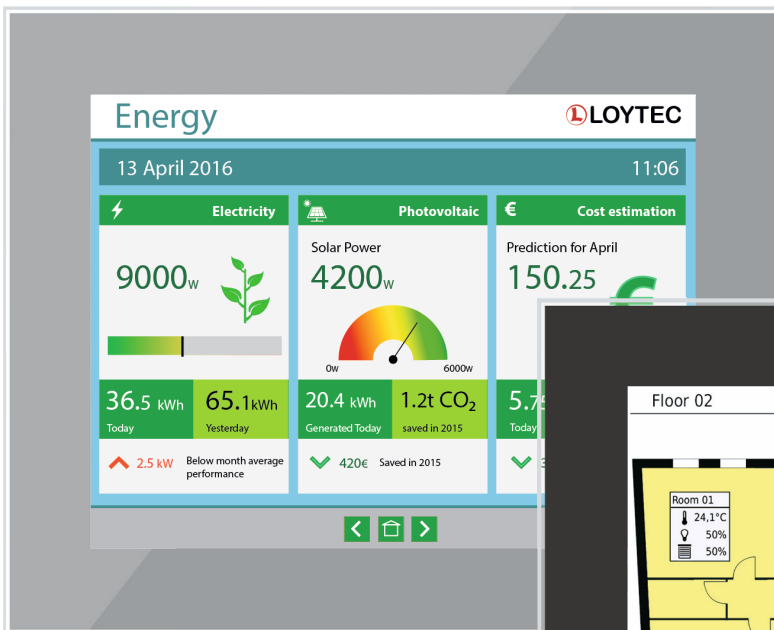 Energy
LOYTEC
13 April 2016
11:06
Electricity
9000w
36.5 kWh
65.1kWh
Today
Yesterday
2.5 kW
Below month average
performance
Photovoltaic
Solar Power
4200w
0w
6000w
20.4 kWh
1.2t CO₂
Generated Today
saved in 2015
420€
Saved in 2015
€
Cost estimation
Prediction for April
150.25
€
5.75
Today
Floor 02
Room 01
24,1°C
50%
50%